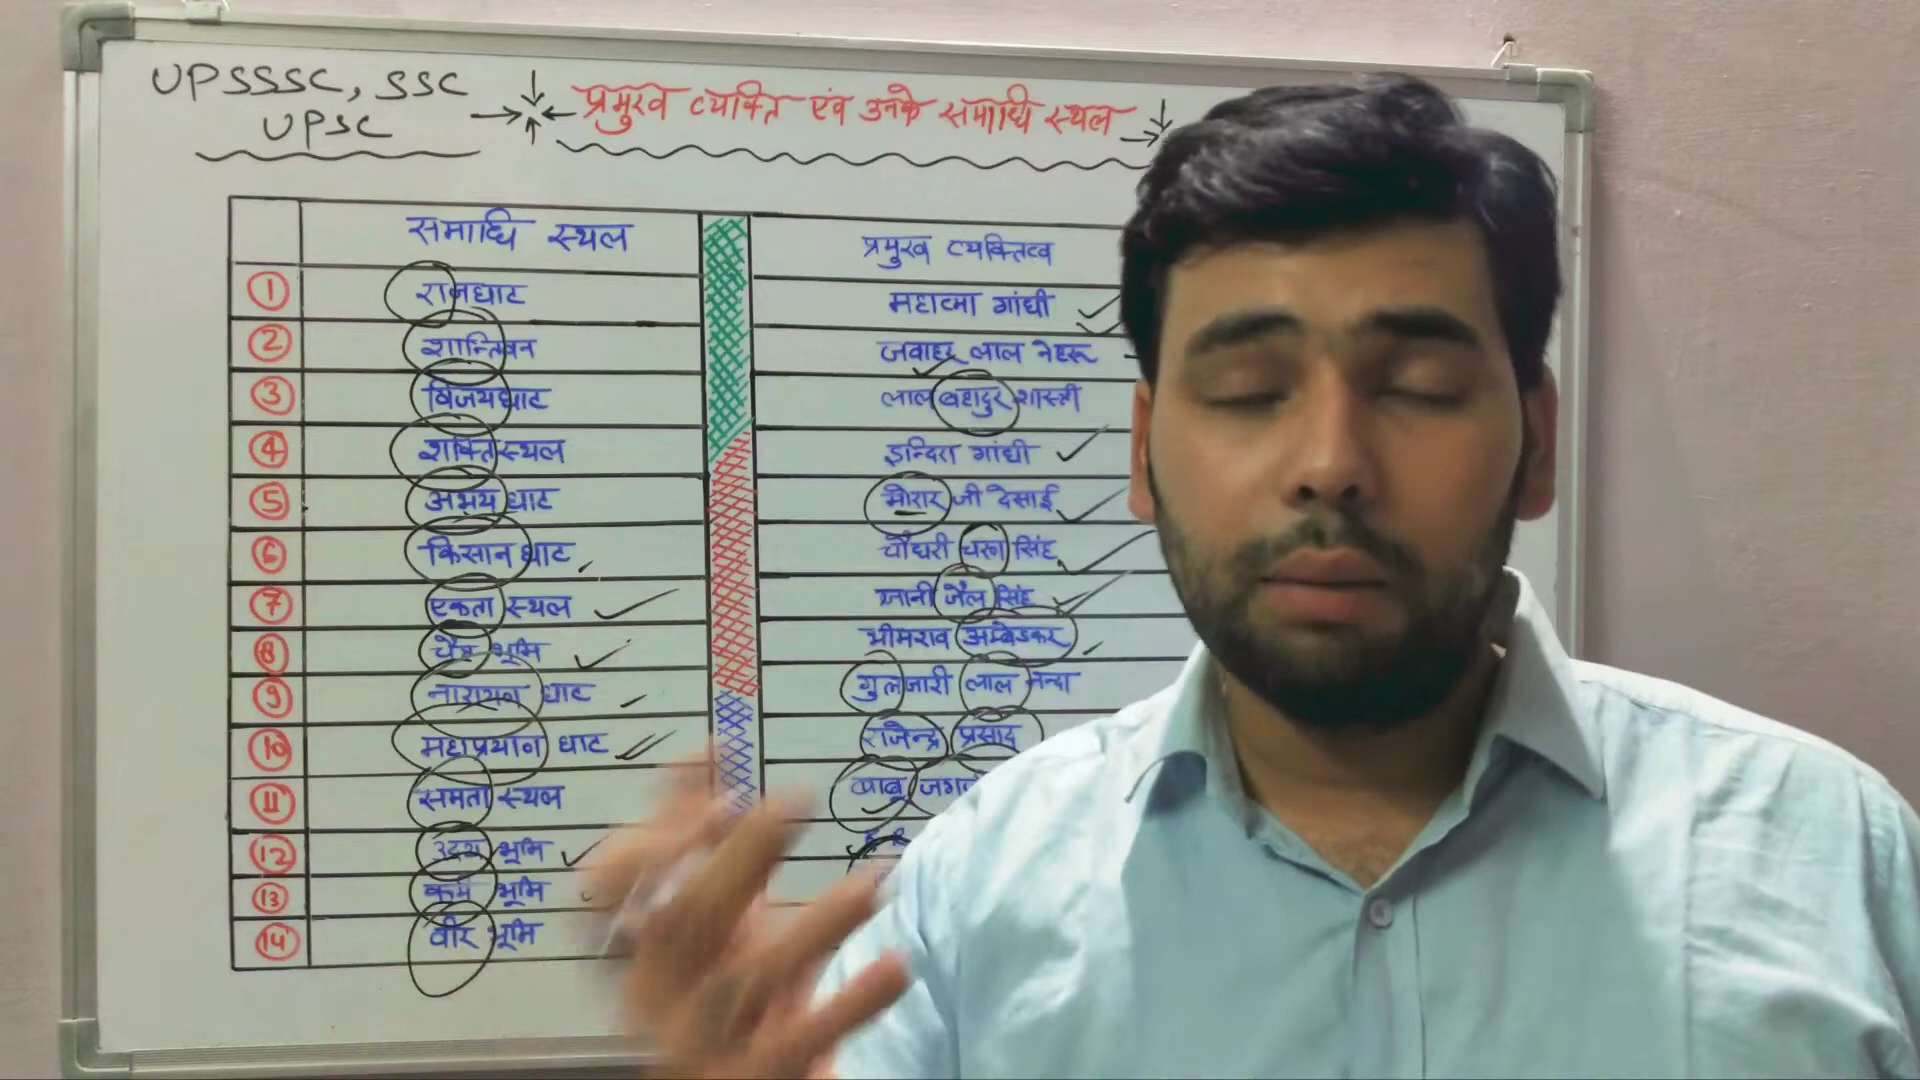 UPSSSC, SSC
UPSC
प्रमुख व्यक्ति एंव उनके समाधि स्थल
समाधि स्थल प्रमुख व्यक्तित्व
1 राजघाट महात्मा गांधी
2 शान्तिवन जवाहर लाल नेहरू
3 विजयघाट लाल बहादुर शास्त्री
4 शक्ति स्थल इन्दिरा गांधी
5 अभय घाट मोरार जी देसाई
6 किसान घाट चौधरी चरण सिंह
7 एकता स्थल ज्ञानी जैल सिंह
8 चैत्र भूमि भीमराव अम्बेडकर
9 नारायण घाट गुलजारी लाल नन्दा
10 महाप्रयाण घाट राजेन्द्र प्रसाद
11 समता स्थल बाबू
12 उदय भूमि
13 कर्म भूमि
14 वीर भूमि